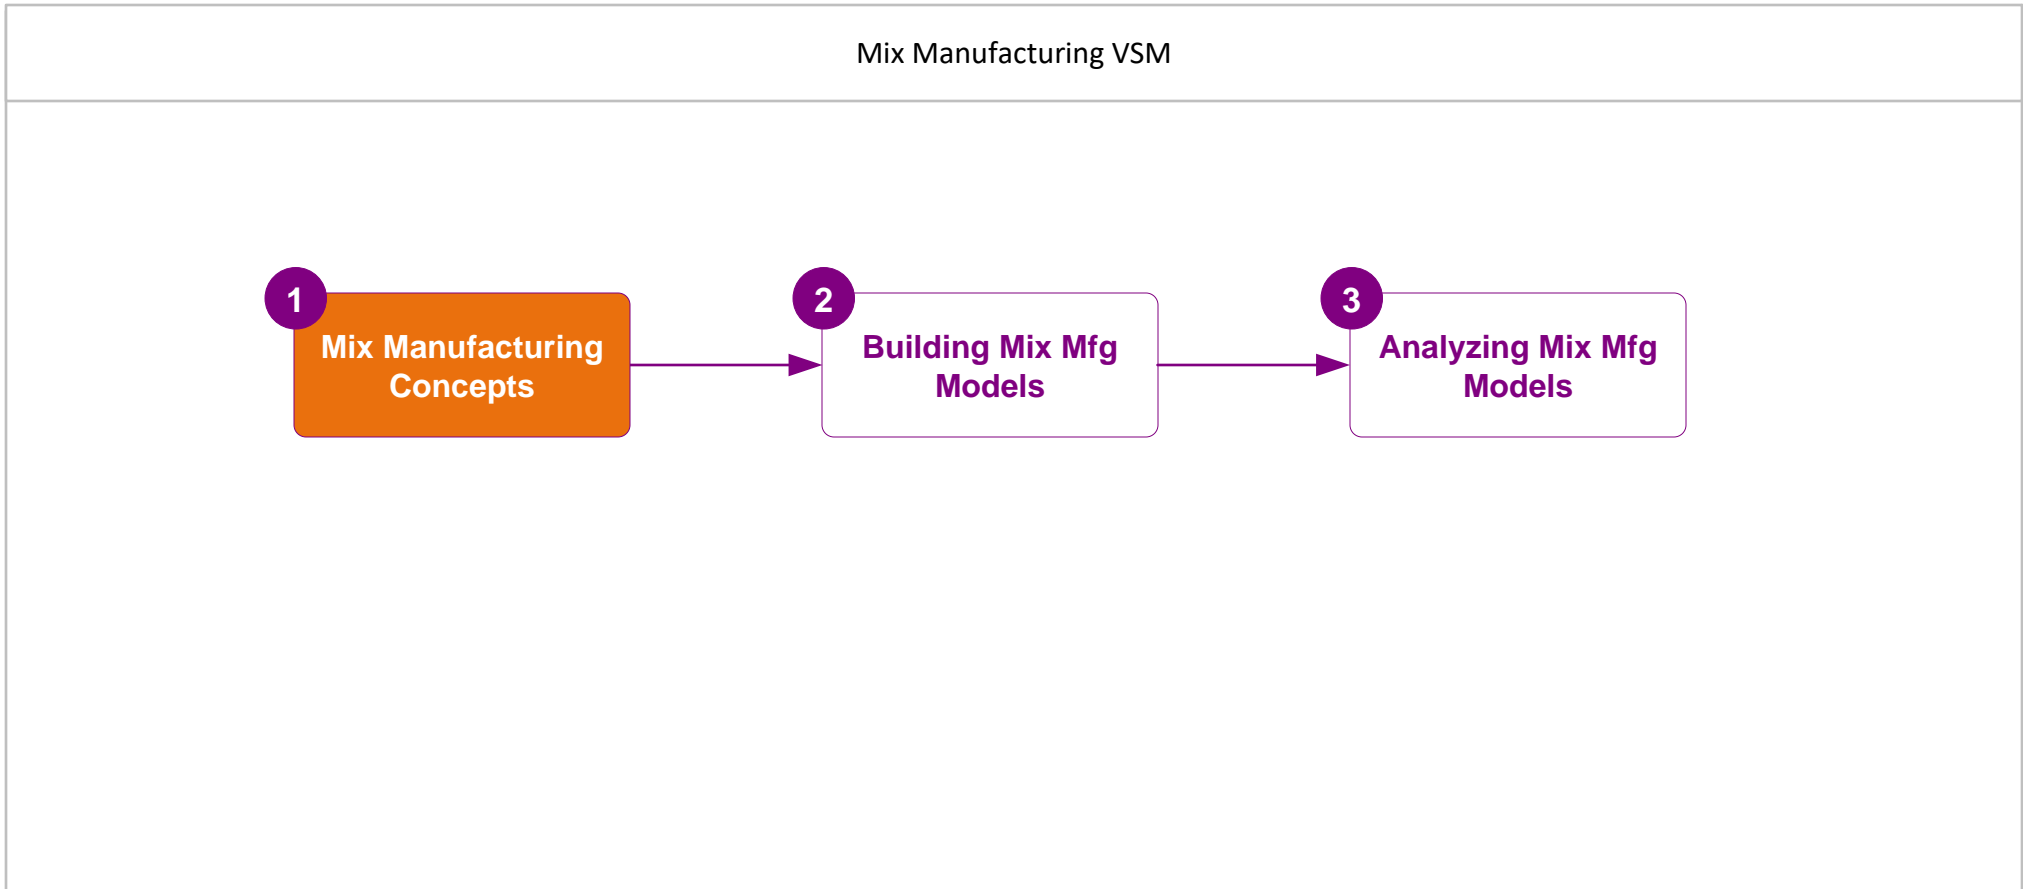 Mix Manufacturing VSM
1
Mix Manufacturing
Concepts
2
Building Mix Mfg
Models
3
Analyzing Mix Mfg
Models